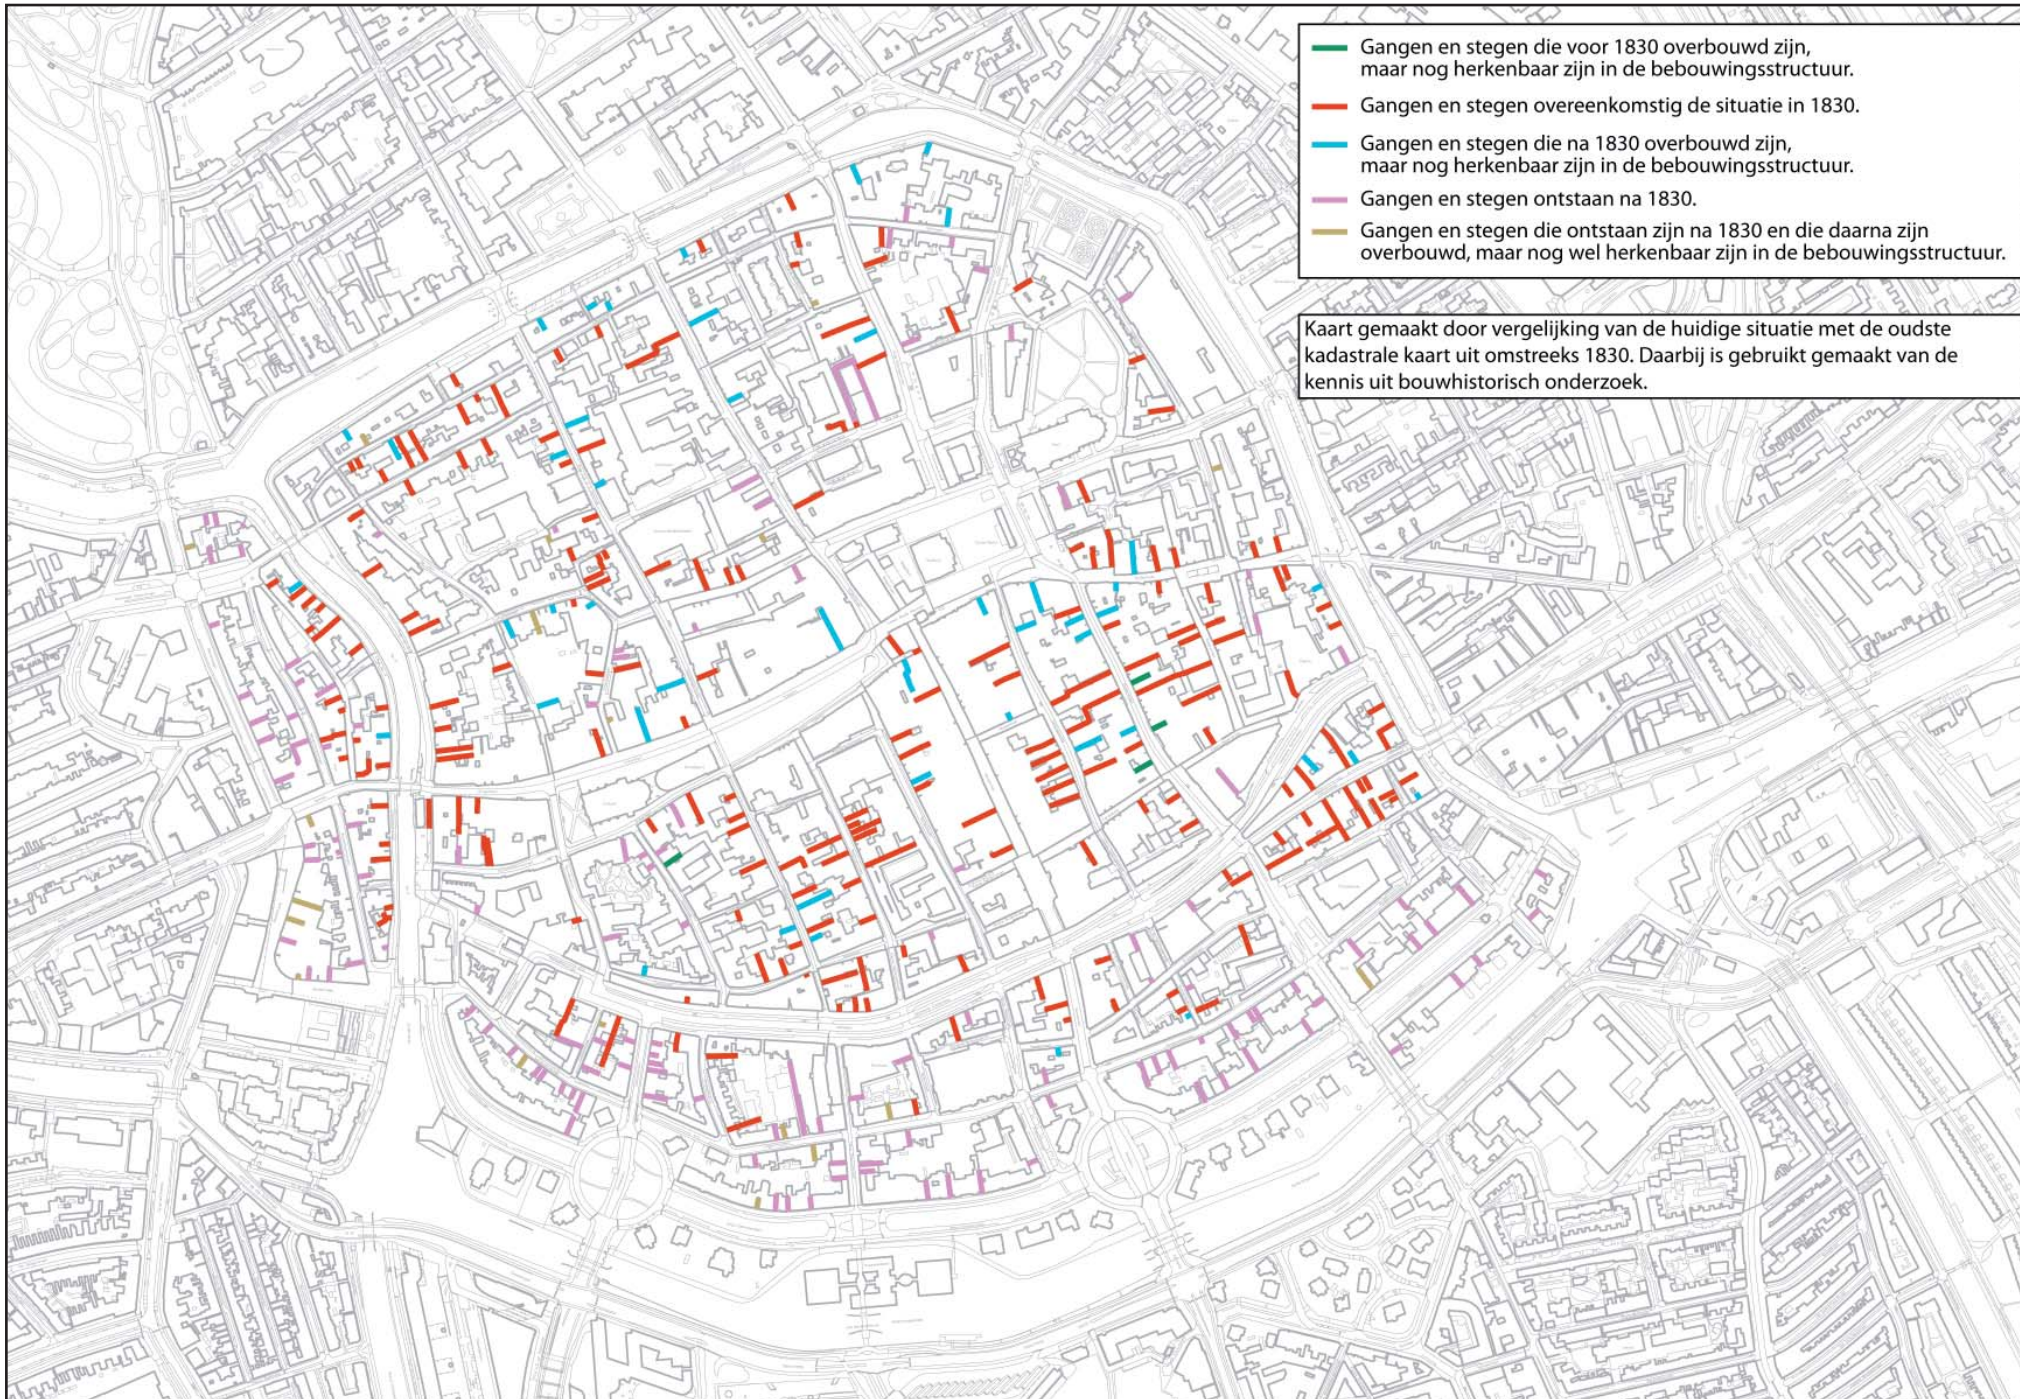 Gangen en stegen die voor 1830 overbouwd zijn,
maar nog herkenbaar zijn in de bebouwingsstructuur.
Gangen en stegen overeenkomstig de situatie in 1830.
Gangen en stegen die na 1830 overbouwd zijn,
maar nog herkenbaar zijn in de bebouwingsstructuur.
Gangen en stegen ontstaan na 1830.
Gangen en stegen die ontstaan zijn na 1830 en die daarna zijn
overbouwd, maar nog wel herkenbaar zijn in de bebouwingsstructuur.
Kaart gemaakt door vergelijking van de huidige situatie met de oudste
kadastrale kaart uit omstreeks 1830. Daarbij is gebruikt gemaakt van de
kennis uit bouwhistorisch onderzoek.